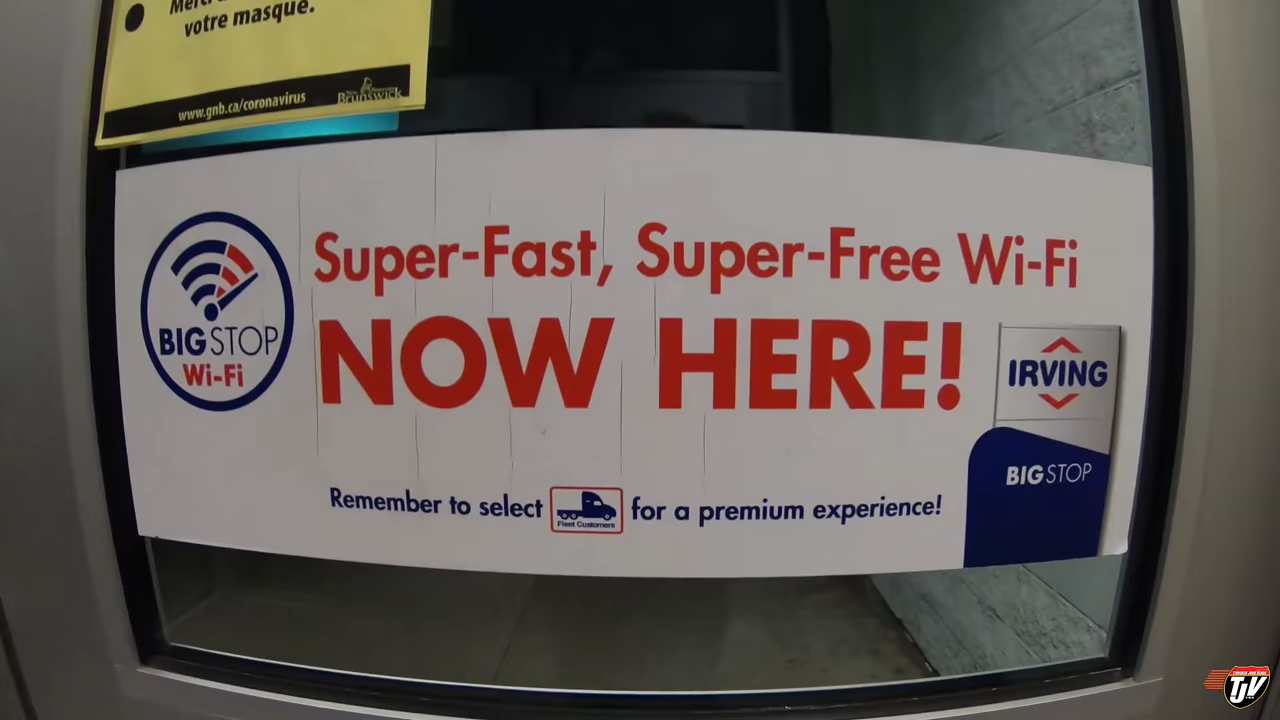 votre masque.
www.gnb.ca/coronavirus
Brunswick
Super-Fast, Super-Free Wi-Fi
NOW HERE!
BIG STOP
Wi-Fi
IRVING
BIG STOP
Remember to select Fleet Customers for a premium experience!
TJV